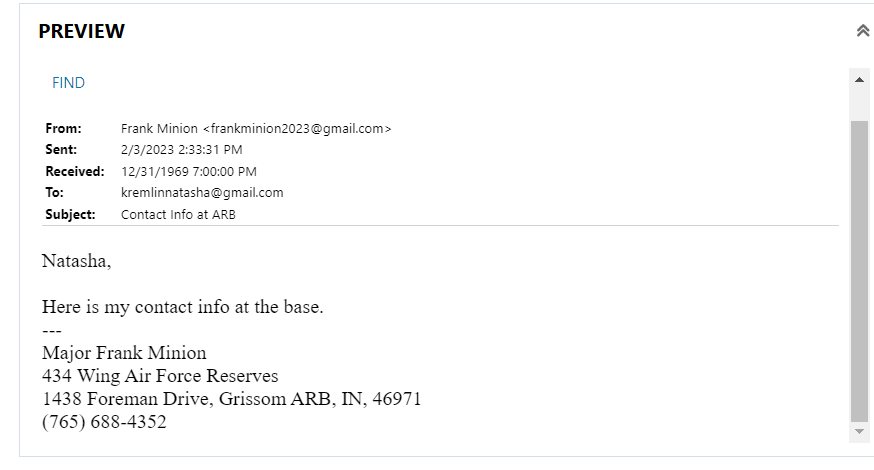 PREVIEW
FIND
From: Frank Minion <frankminion2023@gmail.com>
Sent: 2/3/2023 2:33:31 PM
Received: 12/31/1969 7:00:00 PM
To: kremlinnatasha@gmail.com
Subject: Contact Info at ARB
Natasha,
Here is my contact info at the base.
---
Major Frank Minion
434 Wing Air Force Reserves
1438 Foreman Drive, Grissom ARB, IN, 46971
(765) 688-4352